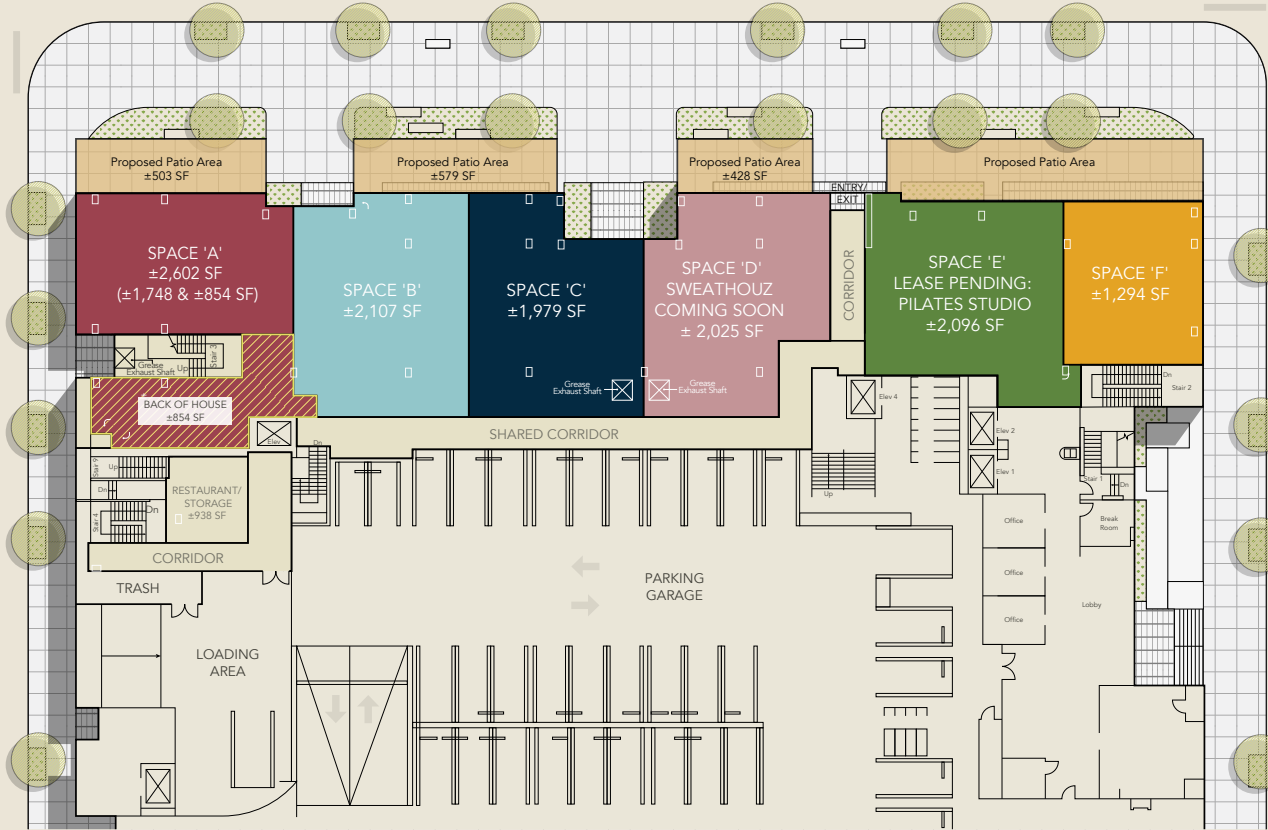 Proposed Patio Area
±503 SF
Proposed Patio Area
±579 SF
Proposed Patio Area
±428 SF
Proposed Patio Area
ENTRY/
EXIT
SPACE 'A'
±2,602 SF
(±1,748 & ±854 SF)
SPACE 'B'
±2,107 SF
SPACE 'C'
±1,979 SF
SPACE 'D'
SWEATHOUZ
COMING SOON
± 2,025 SF
CORRIDOR
SPACE 'E'
LEASE PENDING:
PILATES STUDIO
±2,096 SF
SPACE 'F'
±1,294 SF
Grease
Exhaust Shaft
Up
Stair 3
Grease
Exhaust Shaft
Grease
Exhaust Shaft
Dn
Stair 2
BACK OF HOUSE
±854 SF
Elev 4
Elev
Dn
SHARED CORRIDOR
Elev 2
Elev 1
Stair 9
Up
Dn
Stair 4
Dn
RESTAURANT/
STORAGE
±938 SF
Up
Stair 1
Dn
Office
Break
Room
CORRIDOR
TRASH
PARKING
GARAGE
Office
Lobby
Office
LOADING
AREA